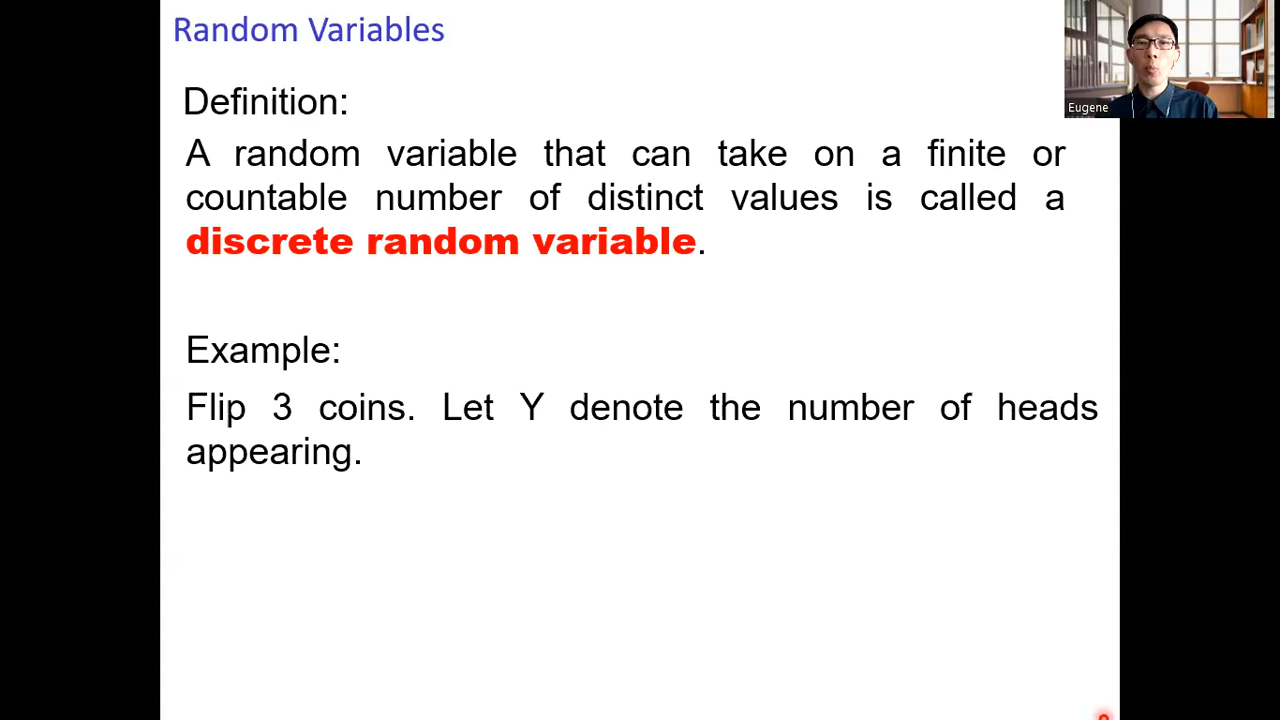 Random Variables
Eugene
Definition:
A random variable that can take on a finite or
countable number of distinct values is called a
discrete random variable.
Example:
Flip 3 coins. Let Y denote the number of heads
appearing.